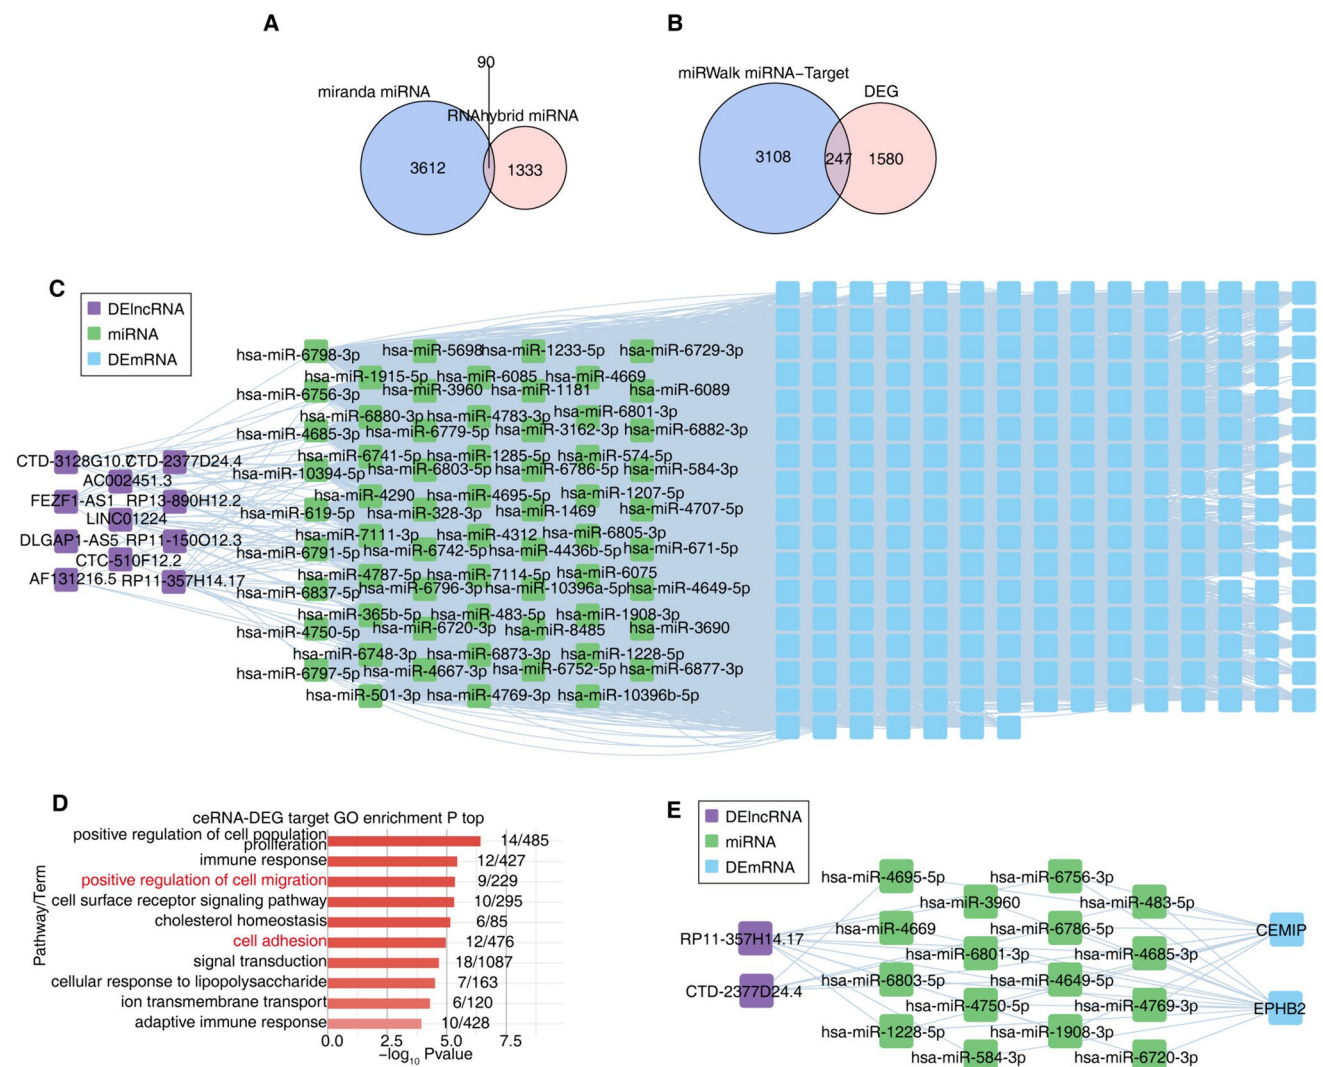 A
B
90
miranda miRNA
RNAhybrid miRNA
3612
1333
miRWalk miRNA−Target
DEG
3108
247
1580
C
DElncRNA
miRNA
DEmRNA
hsa-miR-6798-3p
hsa-miR-5698
hsa-miR-1233-5p
hsa-miR-6729-3p
hsa-miR-1915-5p
hsa-miR-6085
hsa-miR-4669
hsa-miR-6756-3p
hsa-miR-3960
hsa-miR-1181
hsa-miR-6089
hsa-miR-6880-3p
hsa-miR-4783-3p
hsa-miR-6801-3p
hsa-miR-4685-3p
hsa-miR-6779-5p
hsa-miR-3162-3p
hsa-miR-6882-3p
hsa-miR-6741-5p
hsa-miR-1285-5p
hsa-miR-574-5p
hsa-miR-10394-5p
hsa-miR-6803-5p
hsa-miR-6786-5p
hsa-miR-584-3p
hsa-miR-4290
hsa-miR-4695-5p
hsa-miR-1207-5p
hsa-miR-619-5p
hsa-miR-328-3p
hsa-miR-1469
hsa-miR-4707-5p
hsa-miR-7111-3p
hsa-miR-4312
hsa-miR-6805-3p
hsa-miR-6791-5p
hsa-miR-6742-5p
hsa-miR-4436b-5p
hsa-miR-671-5p
hsa-miR-4787-5p
hsa-miR-7114-5p
hsa-miR-6075
hsa-miR-6837-5p
hsa-miR-6796-3p
hsa-miR-10396a-5p
hsa-miR-4649-5p
hsa-miR-365b-5p
hsa-miR-483-5p
hsa-miR-1908-3p
hsa-miR-4750-5p
hsa-miR-6720-3p
hsa-miR-8485
hsa-miR-3690
hsa-miR-6748-3p
hsa-miR-6873-3p
hsa-miR-1228-5p
hsa-miR-6797-5p
hsa-miR-4667-3p
hsa-miR-6752-5p
hsa-miR-6877-3p
hsa-miR-501-3p
hsa-miR-4769-3p
hsa-miR-10396b-5p
CTD-3128G10.7
CTD-2377D24.4
AC002451.3
FEZF1-AS1
RP13-890H12.2
LINC01224
DLGAP1-AS5
RP11-150O12.3
CTC-510F12.2
AF131216.5
RP11-357H14.17
D
ceRNA-DEG target GO enrichment P top
Pathway/Term
positive regulation of cell population
proliferation
14/485
immune response
12/427
positive regulation of cell migration
9/229
cell surface receptor signaling pathway
10/295
cholesterol homeostasis
6/85
cell adhesion
12/476
signal transduction
18/1087
cellular response to lipopolysaccharide
7/163
ion transmembrane transport
6/120
adaptive immune response
10/428
0.0 2.5 5.0 7.5
−log10 Pvalue
E
DElncRNA
miRNA
DEmRNA
hsa-miR-4695-5p
hsa-miR-6756-3p
hsa-miR-3960
hsa-miR-483-5p
hsa-miR-4669
hsa-miR-6786-5p
CEMIP
RP11-357H14.17
hsa-miR-6801-3p
hsa-miR-4685-3p
hsa-miR-6803-5p
hsa-miR-4649-5p
CTD-2377D24.4
hsa-miR-4750-5p
hsa-miR-4769-3p
EPHB2
hsa-miR-1228-5p
hsa-miR-1908-3p
hsa-miR-584-3p
hsa-miR-6720-3p